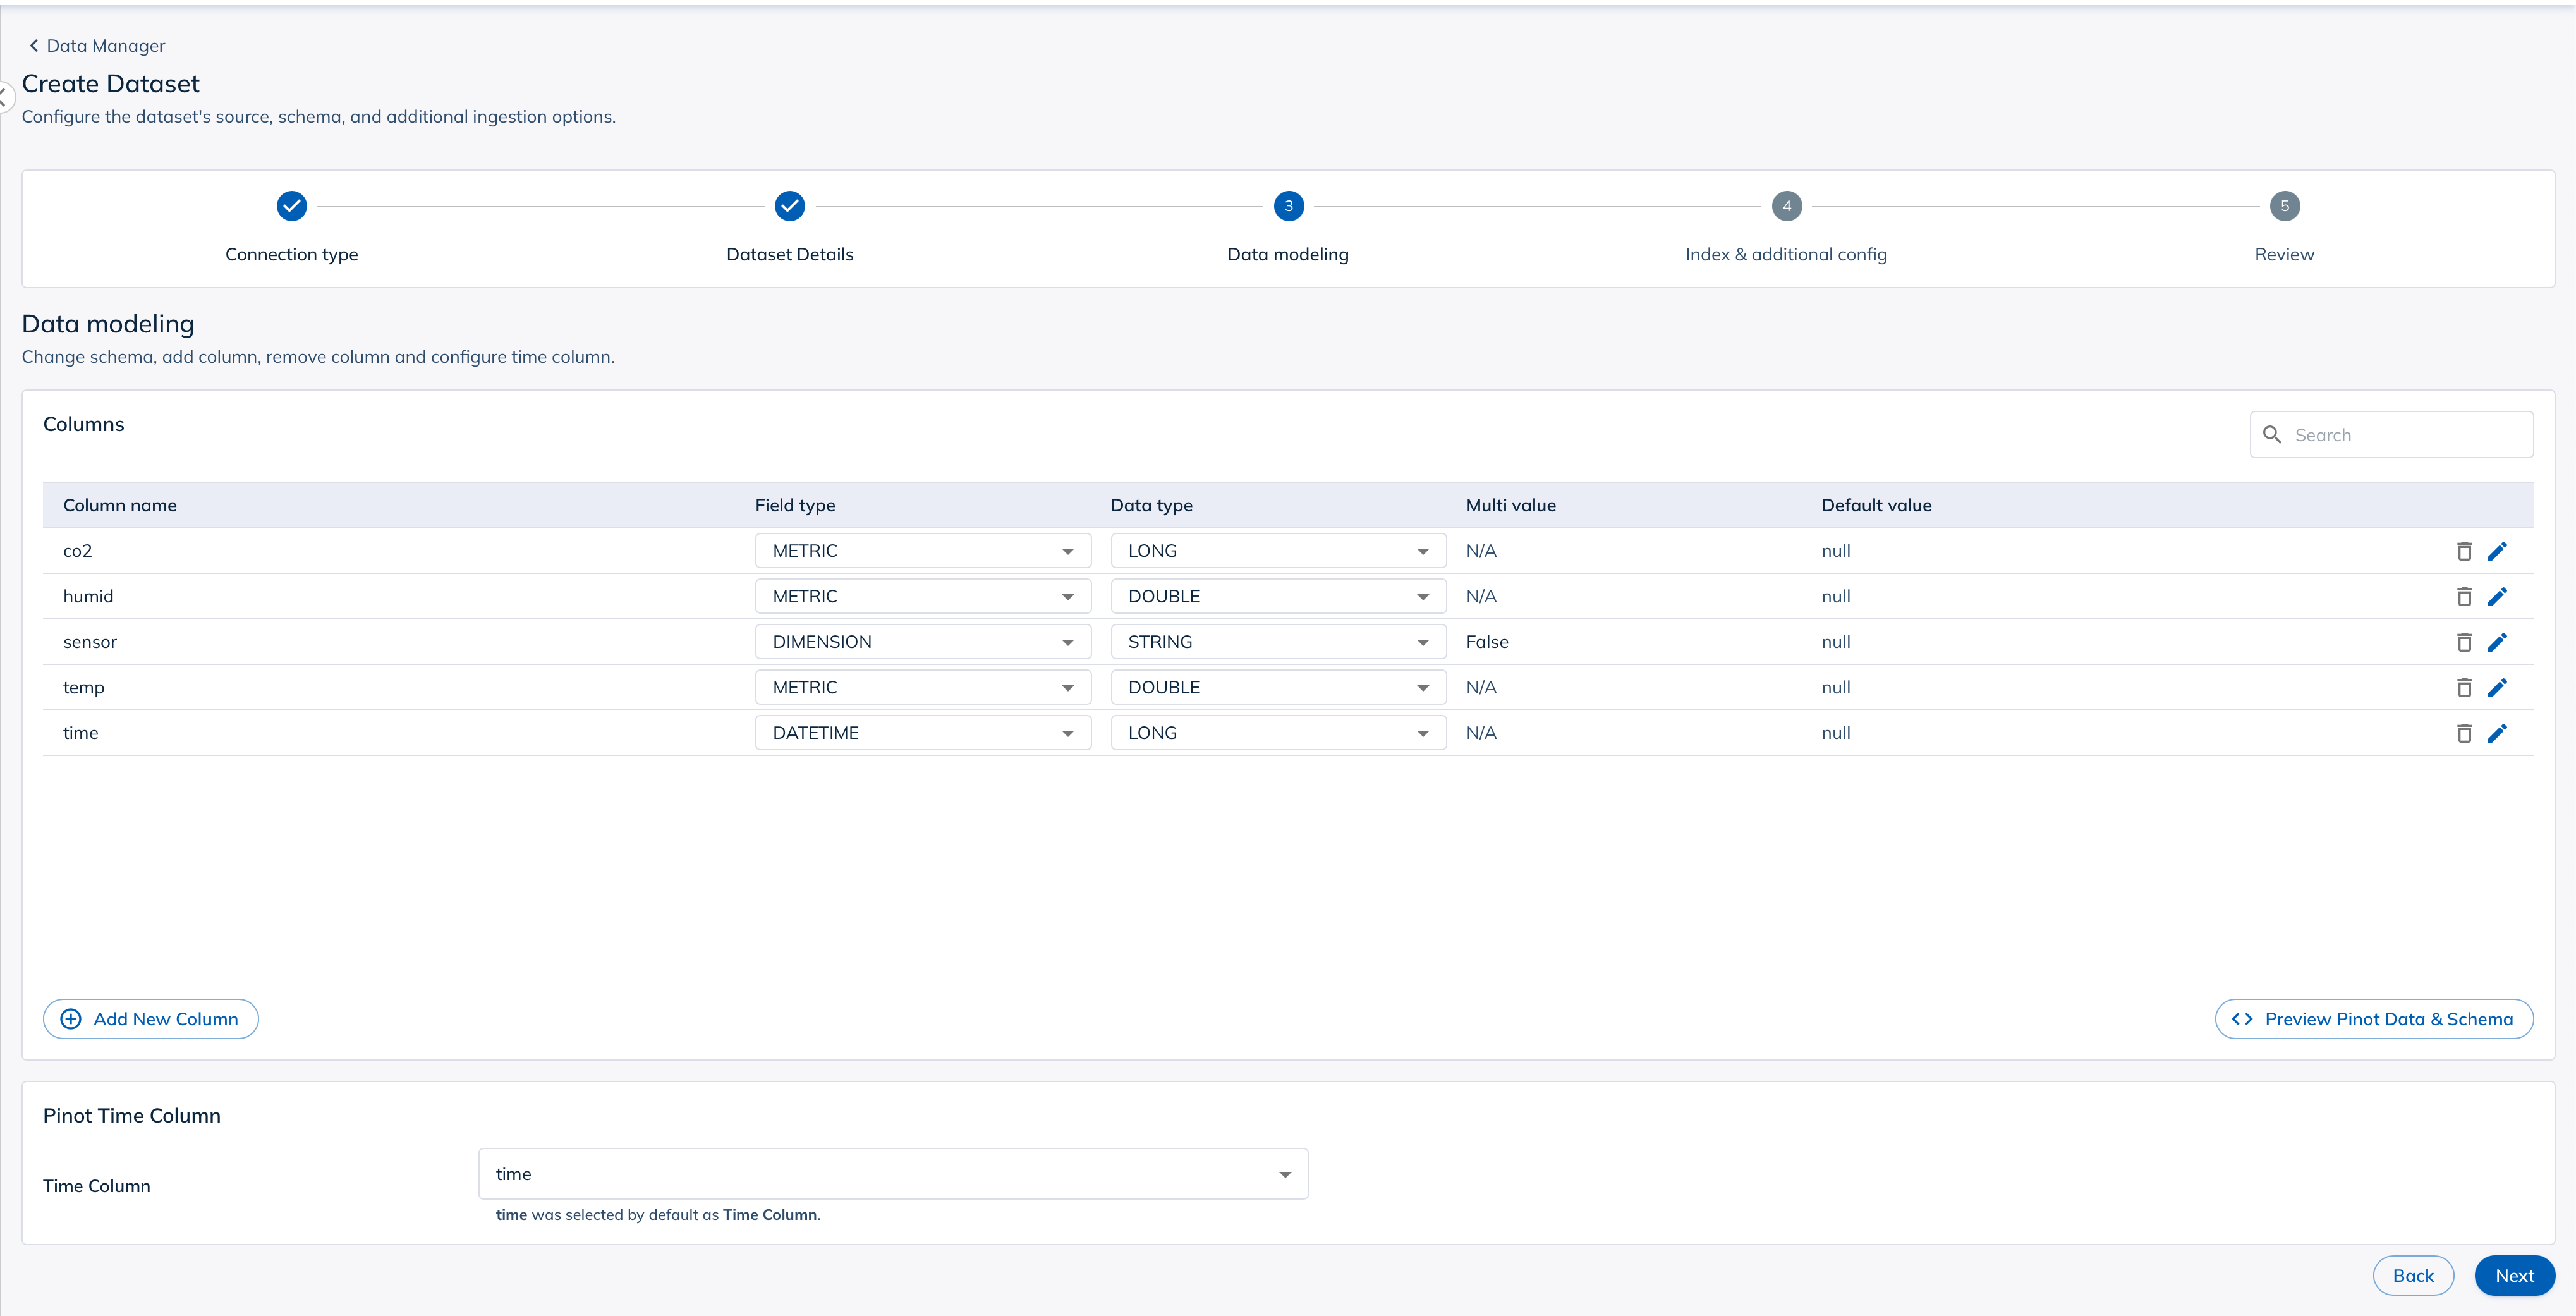 Data Manager
Create Dataset
Configure the dataset's source, schema, and additional ingestion options.
3 4 5
Connection type Dataset Details Data modeling Index & additional config Review
Data modeling
Change schema, add column, remove column and configure time column.
Columns
Search
Column name Field type Data type Multi value Default value
co2 METRIC LONG N/A null
humid METRIC DOUBLE N/A null
sensor DIMENSION STRING False null
temp METRIC DOUBLE N/A null
time DATETIME LONG N/A null
Add New Column Preview Pinot Data & Schema
Pinot Time Column
Time Column time
time was selected by default as Time Column.
Back Next